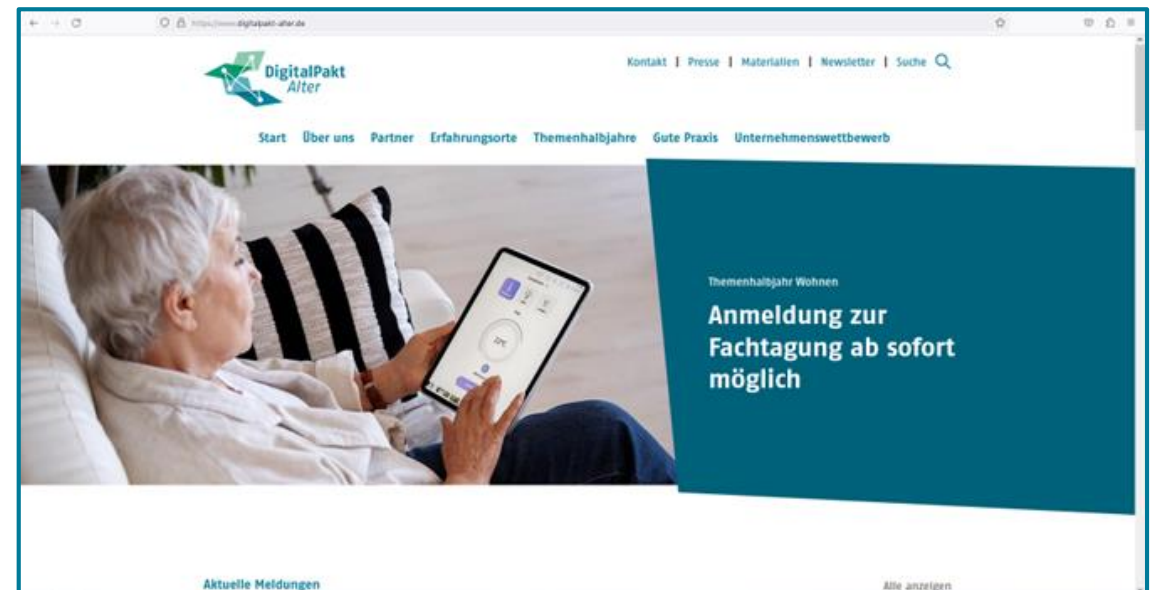 https://www.digitalpakt-alter.de
DigitalPakt
Alter
Kontakt | Presse | Materialien | Newsletter | Suche
Start Über uns Partner Erfahrungsorte Themenhalbjahre Gute Praxis Unternehmenswettbewerb
22°C
Themenhalbjahr Wohnen
Anmeldung zur
Fachtagung ab sofort
möglich
Aktuelle Meldungen
Alle anzeigen